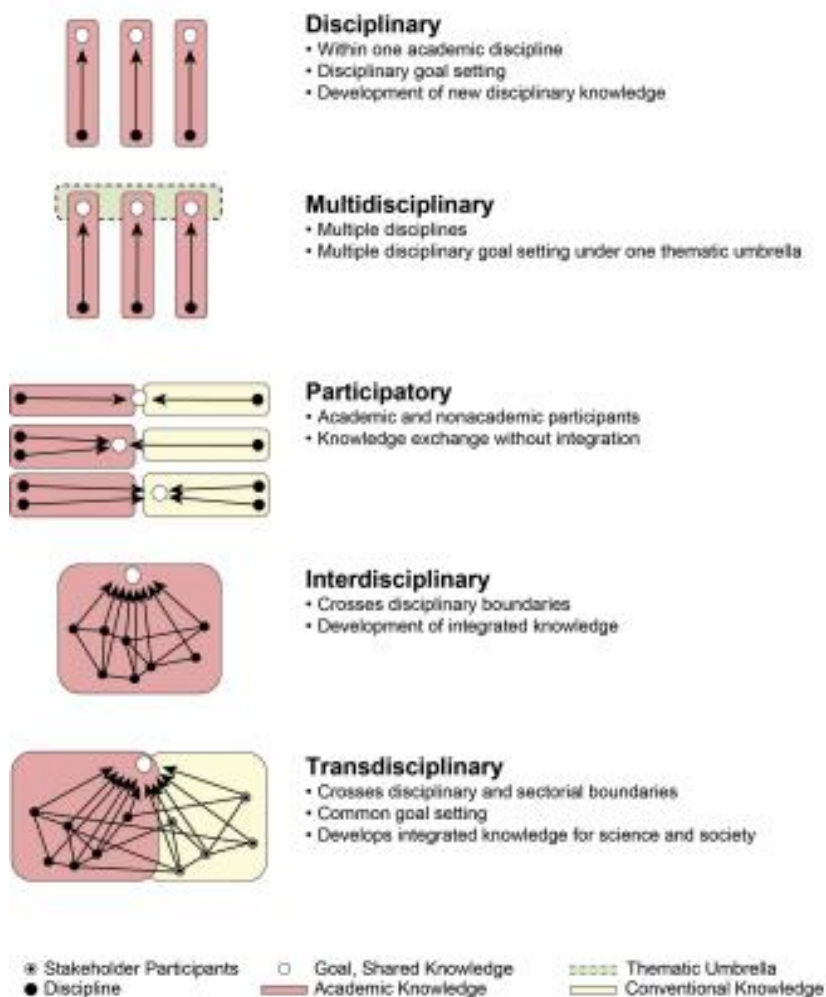 Disciplinary
• Within one academic discipline
• Disciplinary goal setting
• Development of new disciplinary knowledge
Multidisciplinary
• Multiple disciplines
• Multiple disciplinary goal setting under one thematic umbrella
Participatory
• Academic and nonacademic participants
• Knowledge exchange without integration
Interdisciplinary
• Crosses disciplinary boundaries
• Development of integrated knowledge
Transdisciplinary
• Crosses disciplinary and sectorial boundaries
• Common goal setting
• Develops integrated knowledge for science and society
Stakeholder Participants Goal, Shared Knowledge Thematic Umbrella
Discipline Academic Knowledge Conventional Knowledge